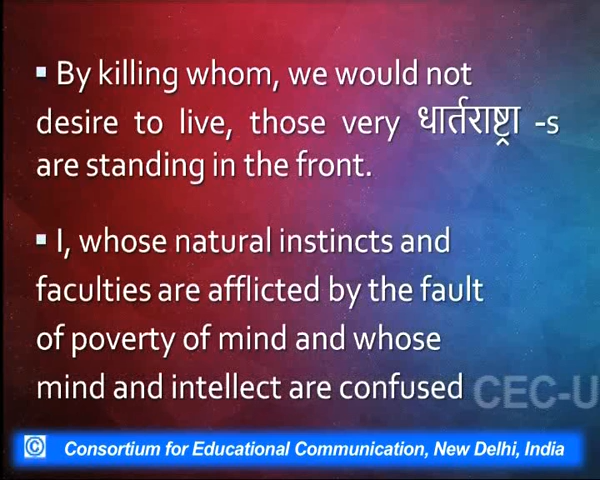 ▪ By killing whom, we would not
desire to live, those very धार्तराष्ट्रा -s
are standing in the front.
▪ I, whose natural instincts and
faculties are afflicted by the fault
of poverty of mind and whose
mind and intellect are confused
CEC-U
© Consortium for Educational Communication, New Delhi, India